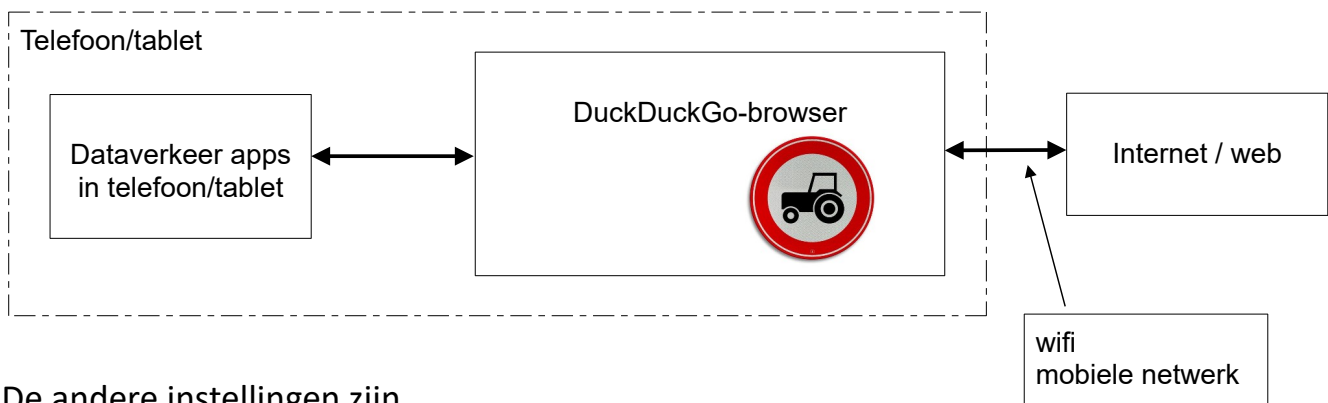 Telefoon/tablet
DuckDuckGo-browser
Dataverkeer apps
in telefoon/tablet
Internet / web
wifi
mobiele netwerk
De andere instellingen zijn